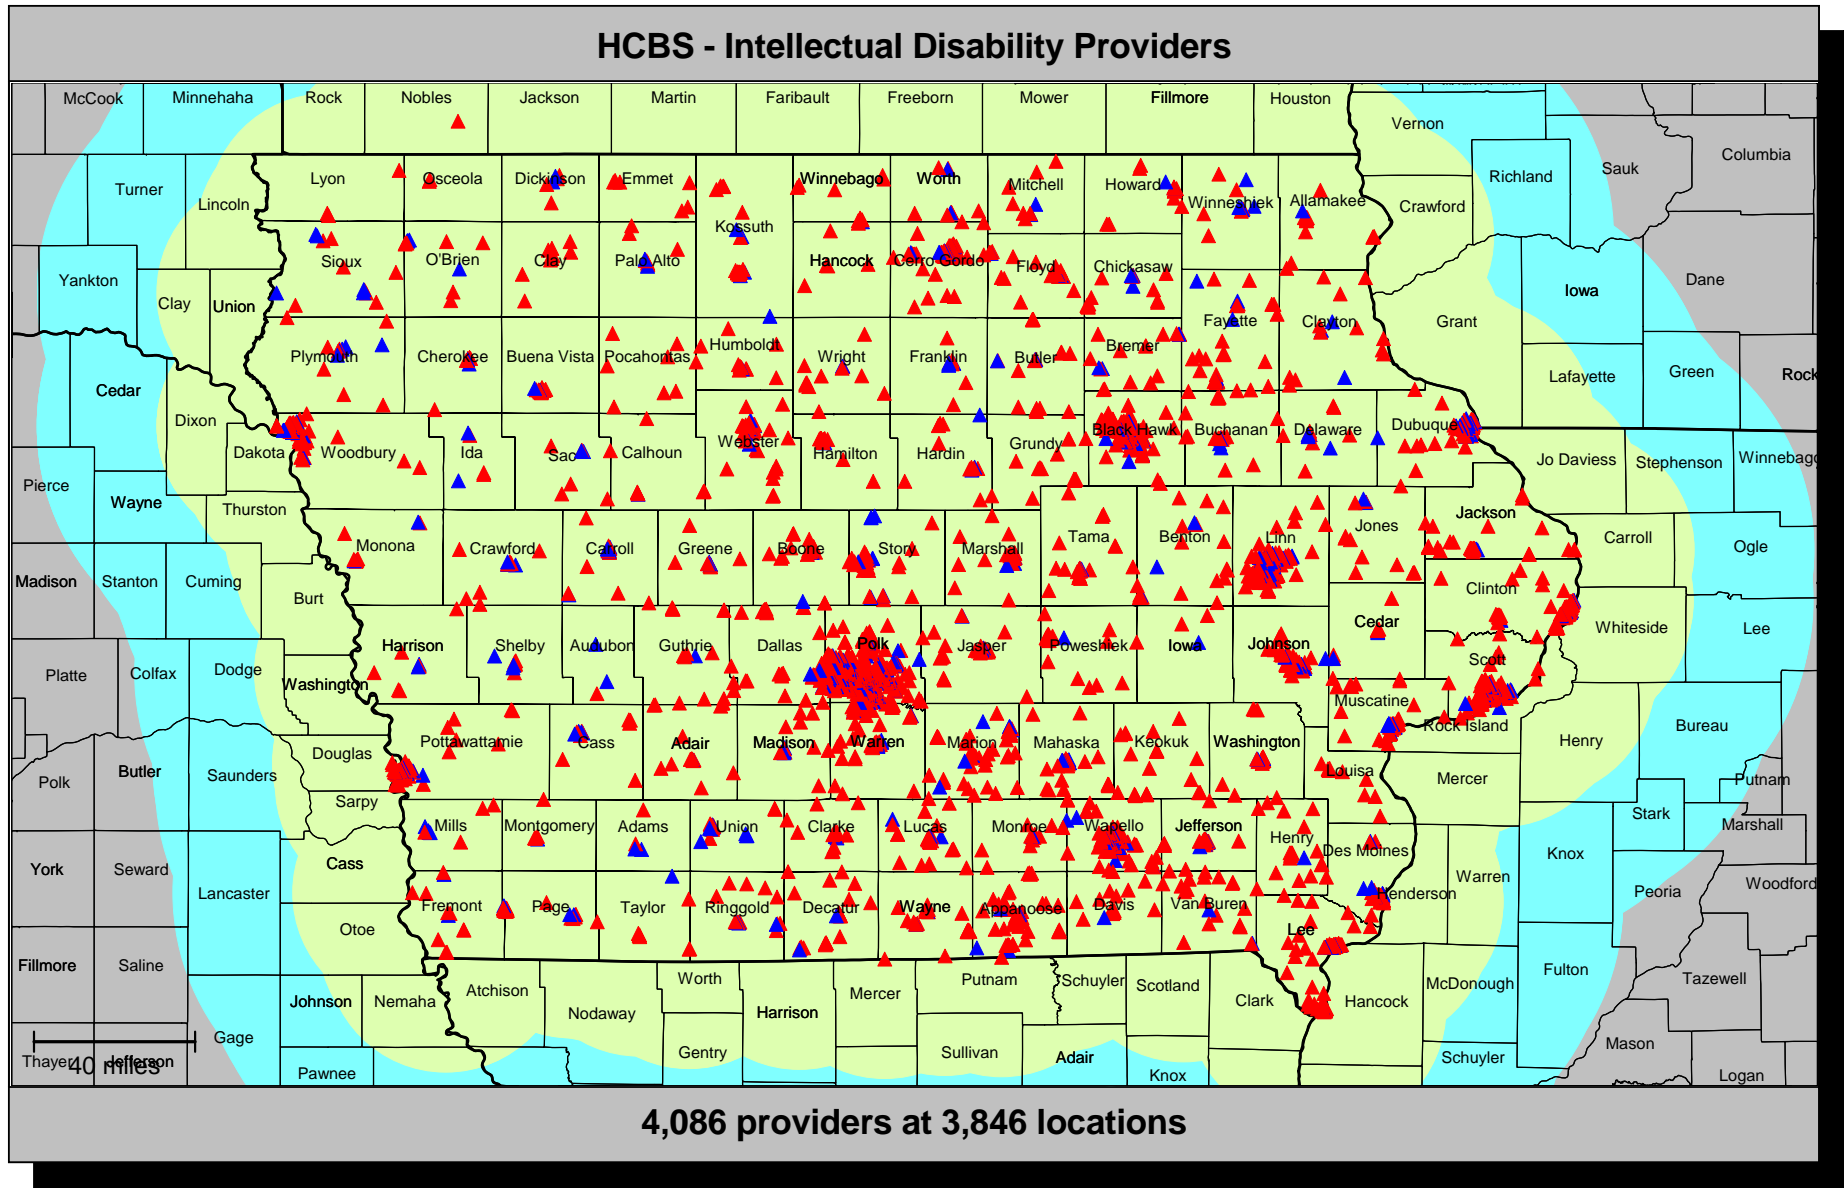 HCBS - Intellectual Disability Providers
McCook Minnehaha Rock Nobles Jackson Martin Faribault Freeborn Mower Fillmore Houston
Vernon
Turner Lincoln Lyon Osceola Dickinson Emmet Winnebago Worth Mitchell Howard Winneshiek Allamakee Crawford Richland Sauk Columbia
Kossuth
Yankton Clay Union Sioux O'Brien Clay Palo Alto Hancock Cerro Gordo Floyd Chickasaw Iowa Dane
Fayette Clayton Grant
Cedar Plymouth Cherokee Buena Vista Pocahontas Humboldt Wright Franklin Butler Bremer Lafayette Green Rock
Dixon
Dakota Woodbury Ida Sac Calhoun Webster Hamilton Hardin Grundy Black Hawk Buchanan Delaware Dubuque Jo Daviess Stephenson Winnebago
Pierce Wayne
Thurston Jackson
Monona Crawford Carroll Greene Boone Story Marshall Tama Benton Linn Jones Carroll Ogle
Madison Stanton Cuming Burt Clinton
Harrison Shelby Audubon Guthrie Dallas Polk Jasper Poweshiek Iowa Johnson Cedar Whiteside Lee
Platte Colfax Dodge Washington Scott
Muscatine Rock Island Bureau
Douglas Pottawattamie Cass Adair Madison Warren Marion Mahaska Keokuk Washington Henry
Polk Butler Saunders Louisa Mercer Putnam
Sarpy Mills Montgomery Adams Union Clarke Lucas Monroe Wapello Jefferson Henry Stark Marshall
York Seward Lancaster Cass Des Moines Warren Knox Peoria Woodford
Henderson
Fremont Page Taylor Ringgold Decatur Wayne Appanoose Davis Van Buren
Otoe Lee
Fillmore Saline Johnson Nemaha Atchison Nodaway Worth Harrison Mercer Putnam Schuyler Scotland Clark Hancock McDonough Fulton Tazewell
Gage Gentry Sullivan Adair Schuyler Mason
Thayer Jefferson
40 miles
Pawnee Knox Logan
4,086 providers at 3,846 locations